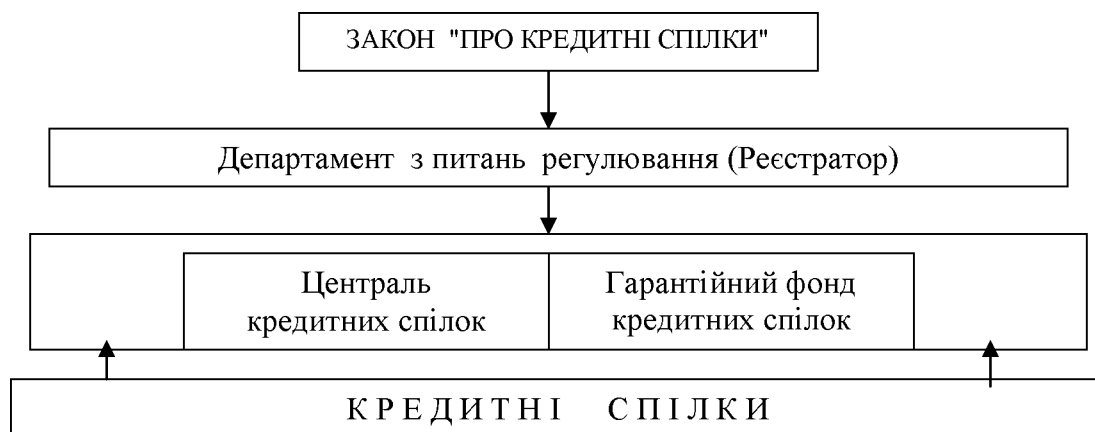 ЗАКОН "ПРО КРЕДИТНІ СПІЛКИ"
Департамент з питань регулювання (Реєстратор)
Централь
кредитних спілок
Гарантійний фонд
кредитних спілок
К Р Е Д И Т Н І С П І Л К И